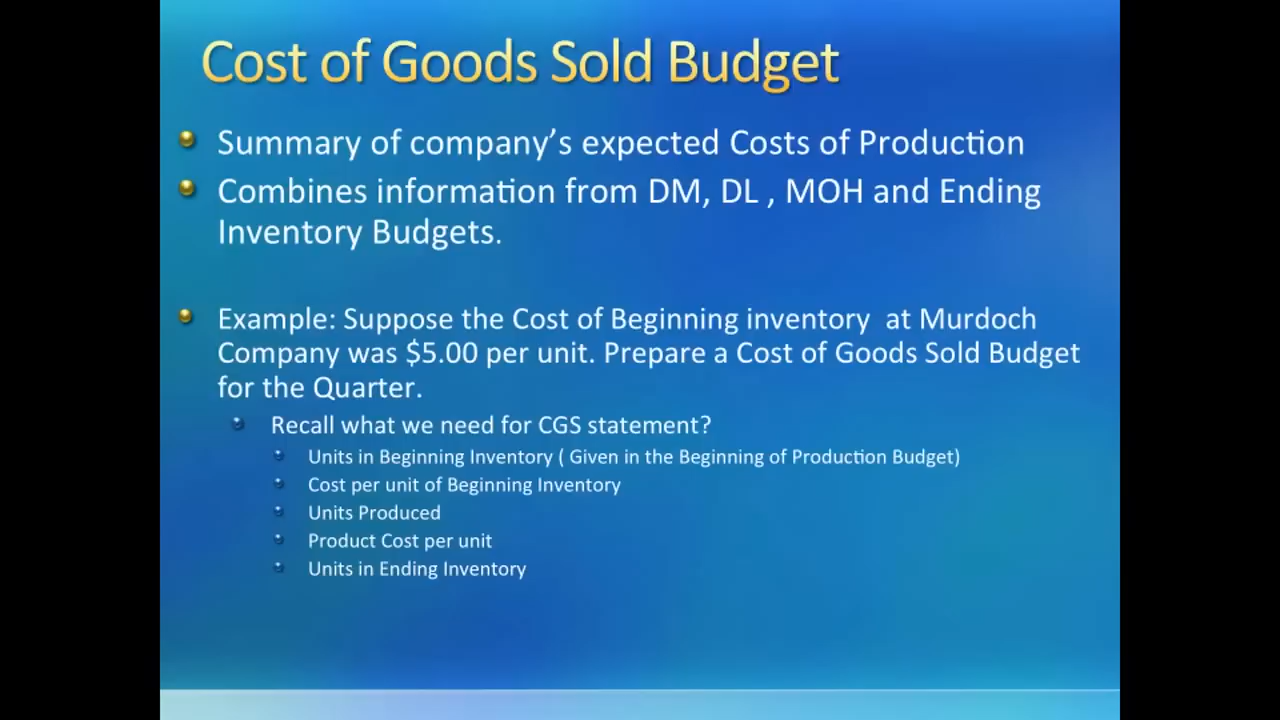 Cost of Goods Sold Budget
Summary of company’s expected Costs of Production
Combines information from DM, DL , MOH and Ending
Inventory Budgets.
Example: Suppose the Cost of Beginning inventory  at Murdoch
Company was $5.00 per unit. Prepare a Cost of Goods Sold Budget
for the Quarter.
Recall what we need for CGS statement?
Units in Beginning Inventory ( Given in the Beginning of Production Budget)
Cost per unit of Beginning Inventory
Units Produced
Product Cost per unit
Units in Ending Inventory